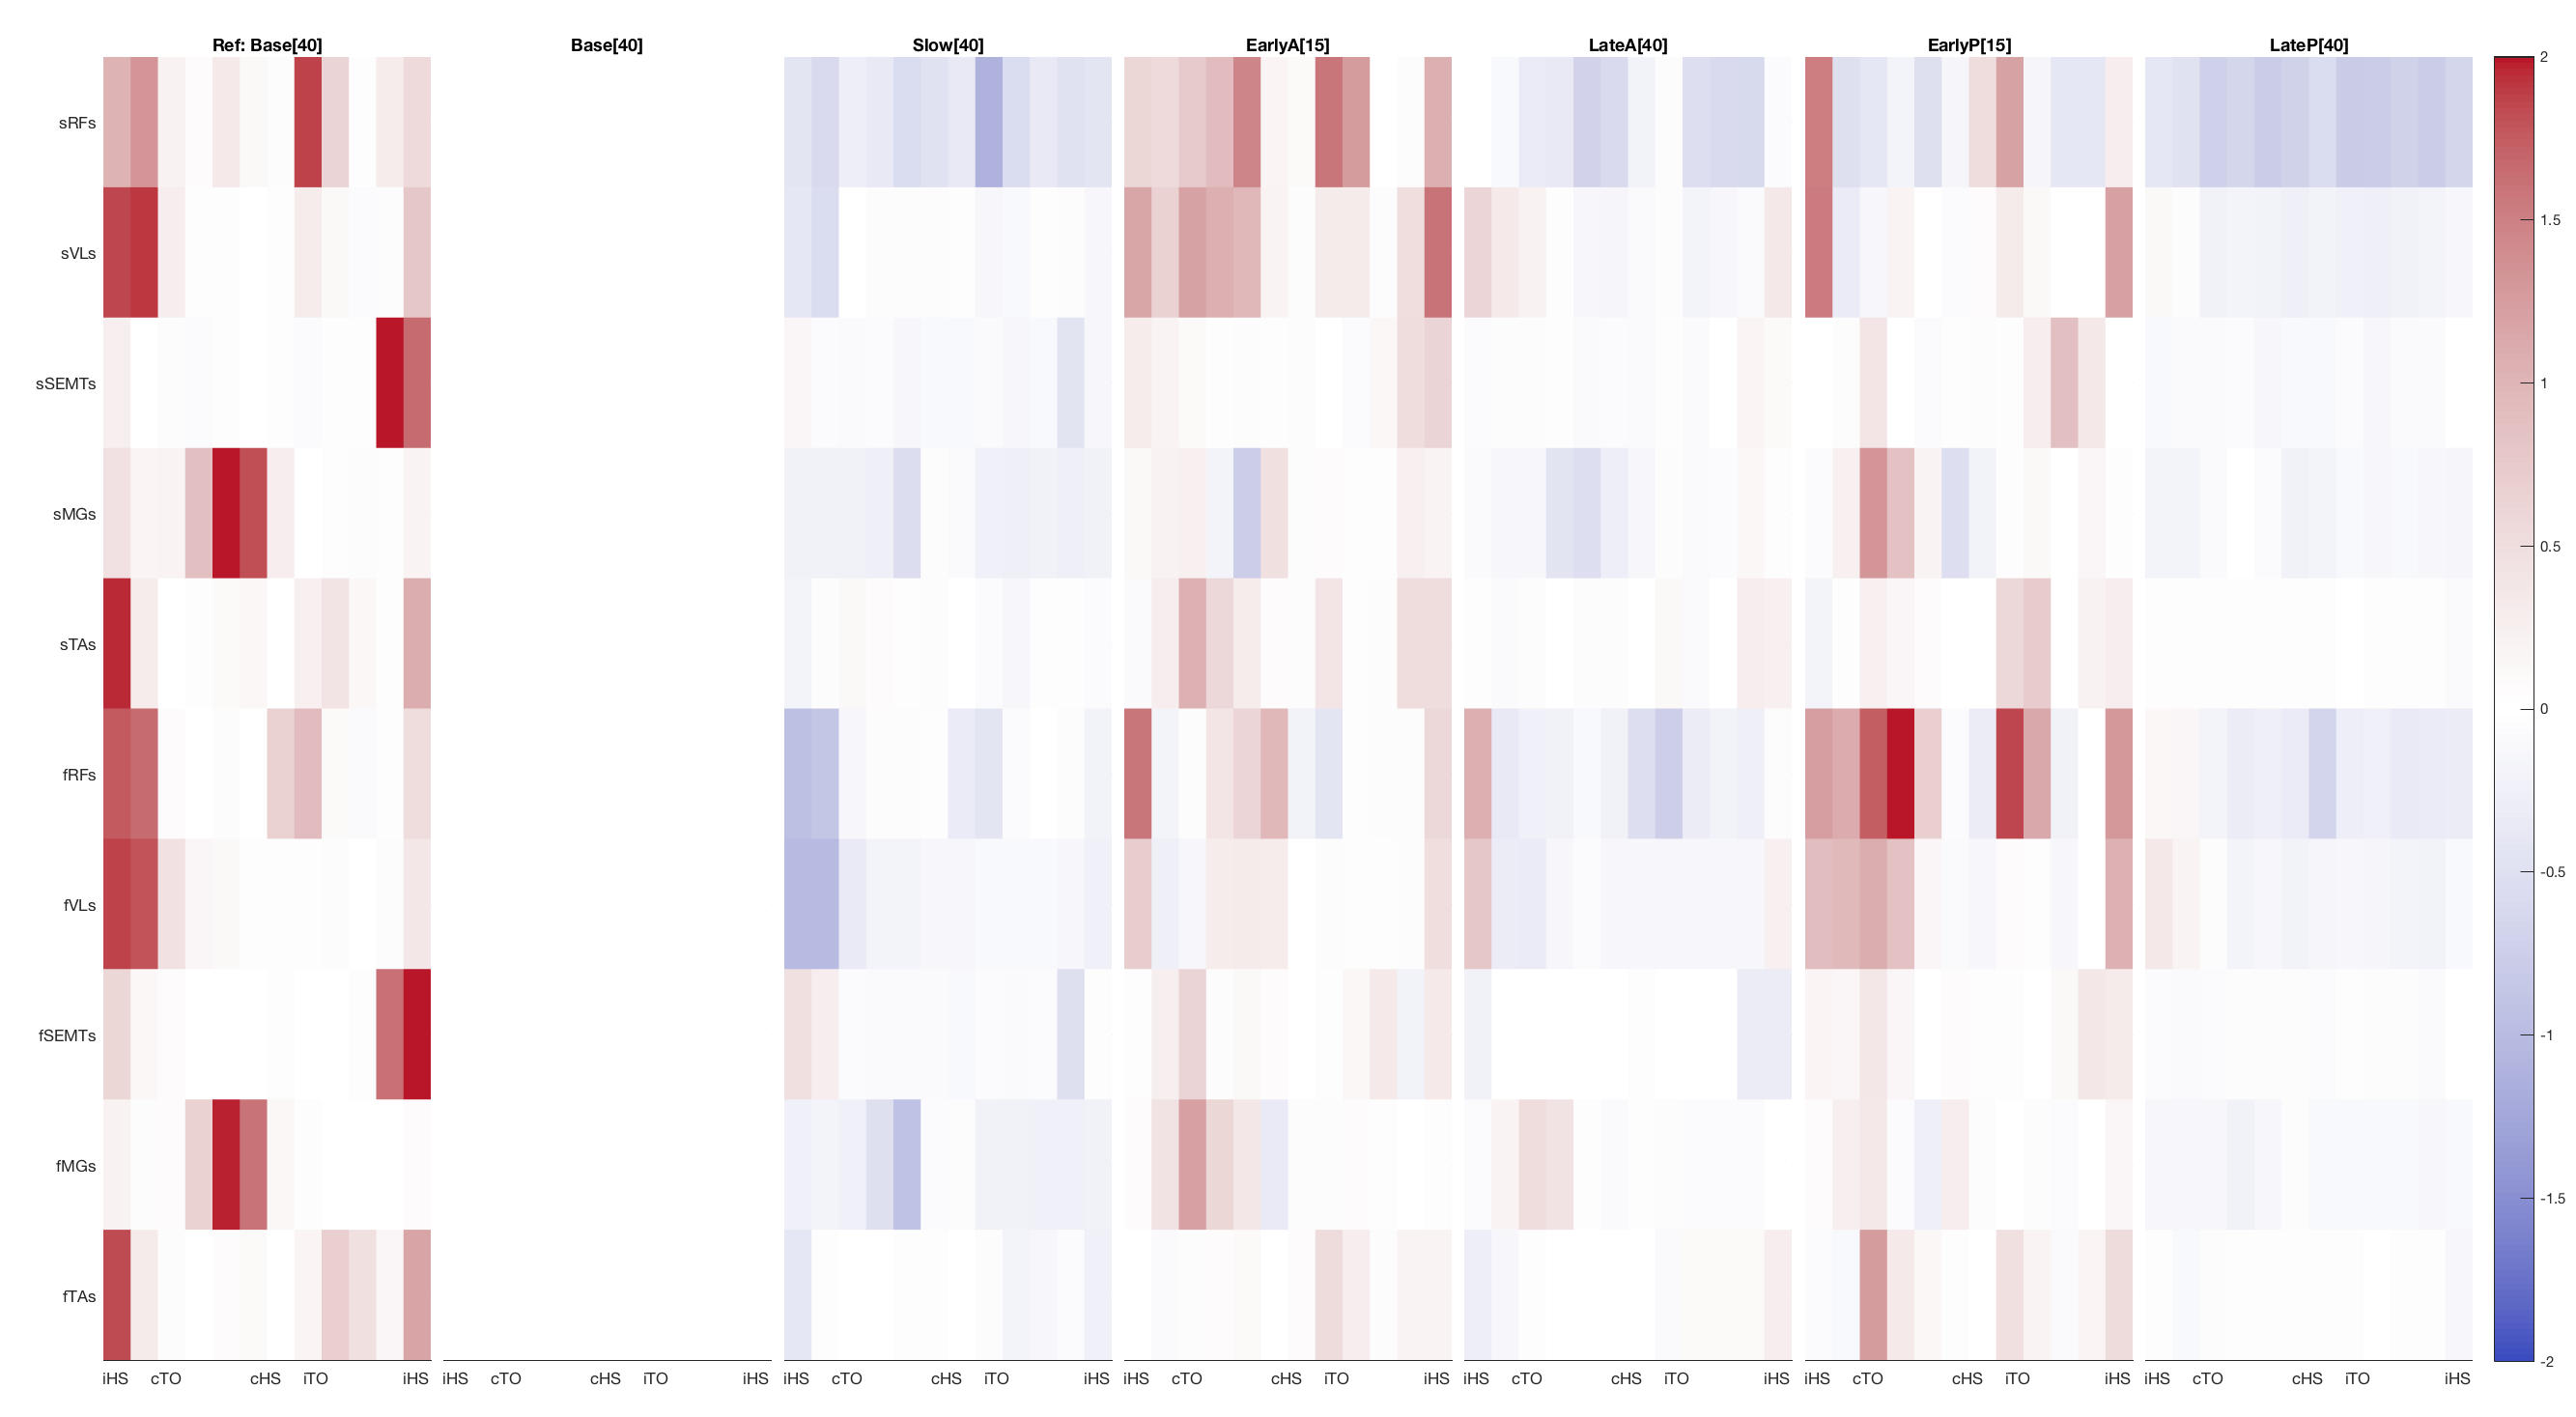 Ref: Base[40] Base[40] Slow[40] EarlyA[15] LateA[40] EarlyP[15] LateP[40]
sRFs
sVLs
sSEMTs
sMGs
sTAs
fRFs
fVLs
fSEMTs
fMGs
fTAs
iHS cTO cHS iTO iHS iHS cTO cHS iTO iHS iHS cTO cHS iTO iHS iHS cTO cHS iTO iHS iHS cTO cHS iTO iHS iHS cTO cHS iTO iHS iHS cTO cHS iTO iHS
2
1.5
1
0.5
0
-0.5
-1
-1.5
-2